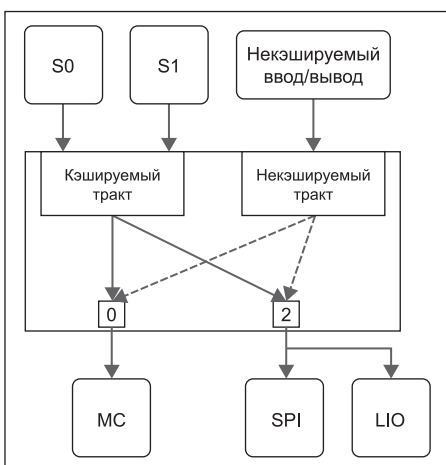 S0
S1
Некэшируемый
ввод/вывод
Кэшируемый
тракт
Некэшируемый
тракт
0
2
MC
SPI
LIO